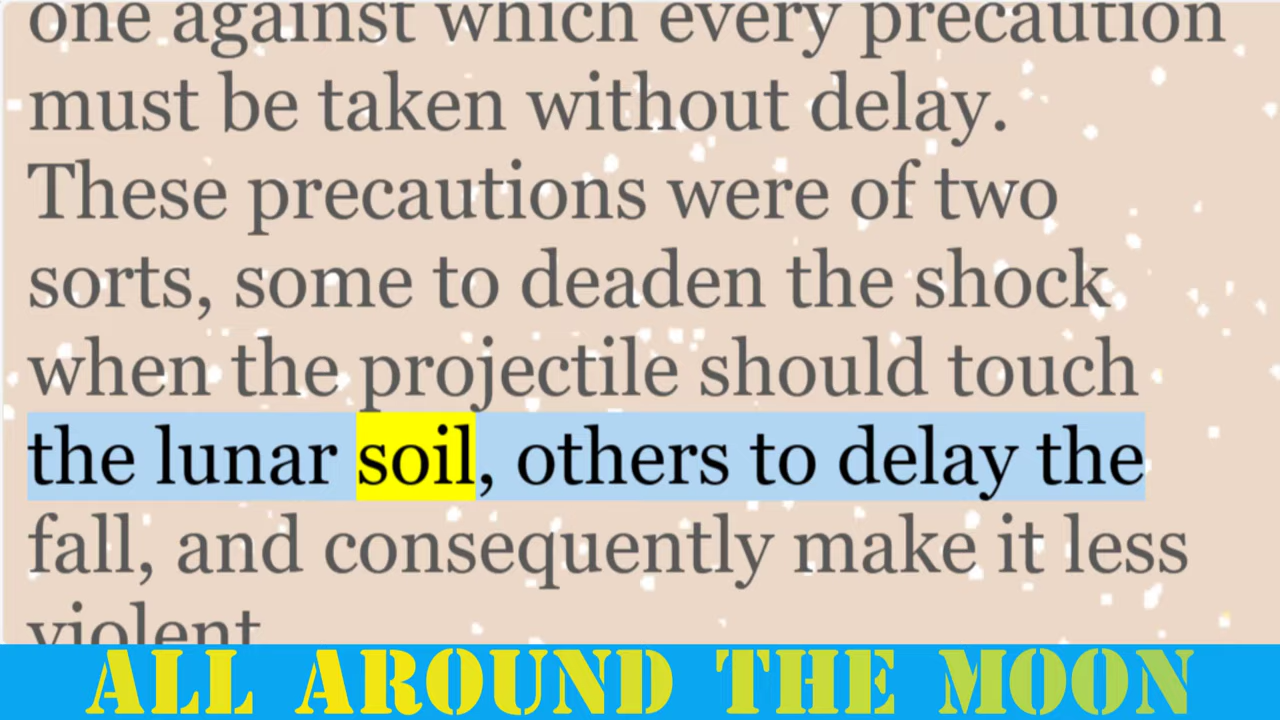 one against which every precaution
must be taken without delay.
These precautions were of two
sorts, some to deaden the shock
when the projectile should touch
the lunar soil, others to delay the
fall, and consequently make it less
violent
ALL AROUND THE MOON